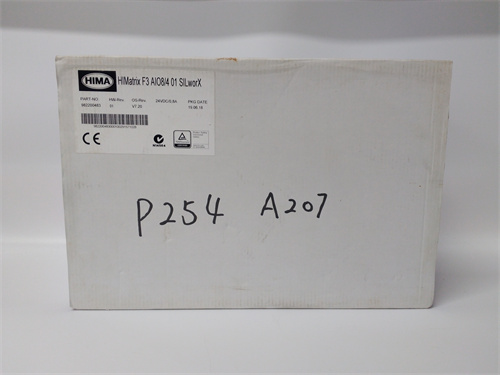 HIMA
HIMatrix F3 AIO8/4 01 SILworX
PART-NO. HW-Rev. OS-Rev. 24VDC/0,8A PKG DATE
V7.25
CE
P254 A207